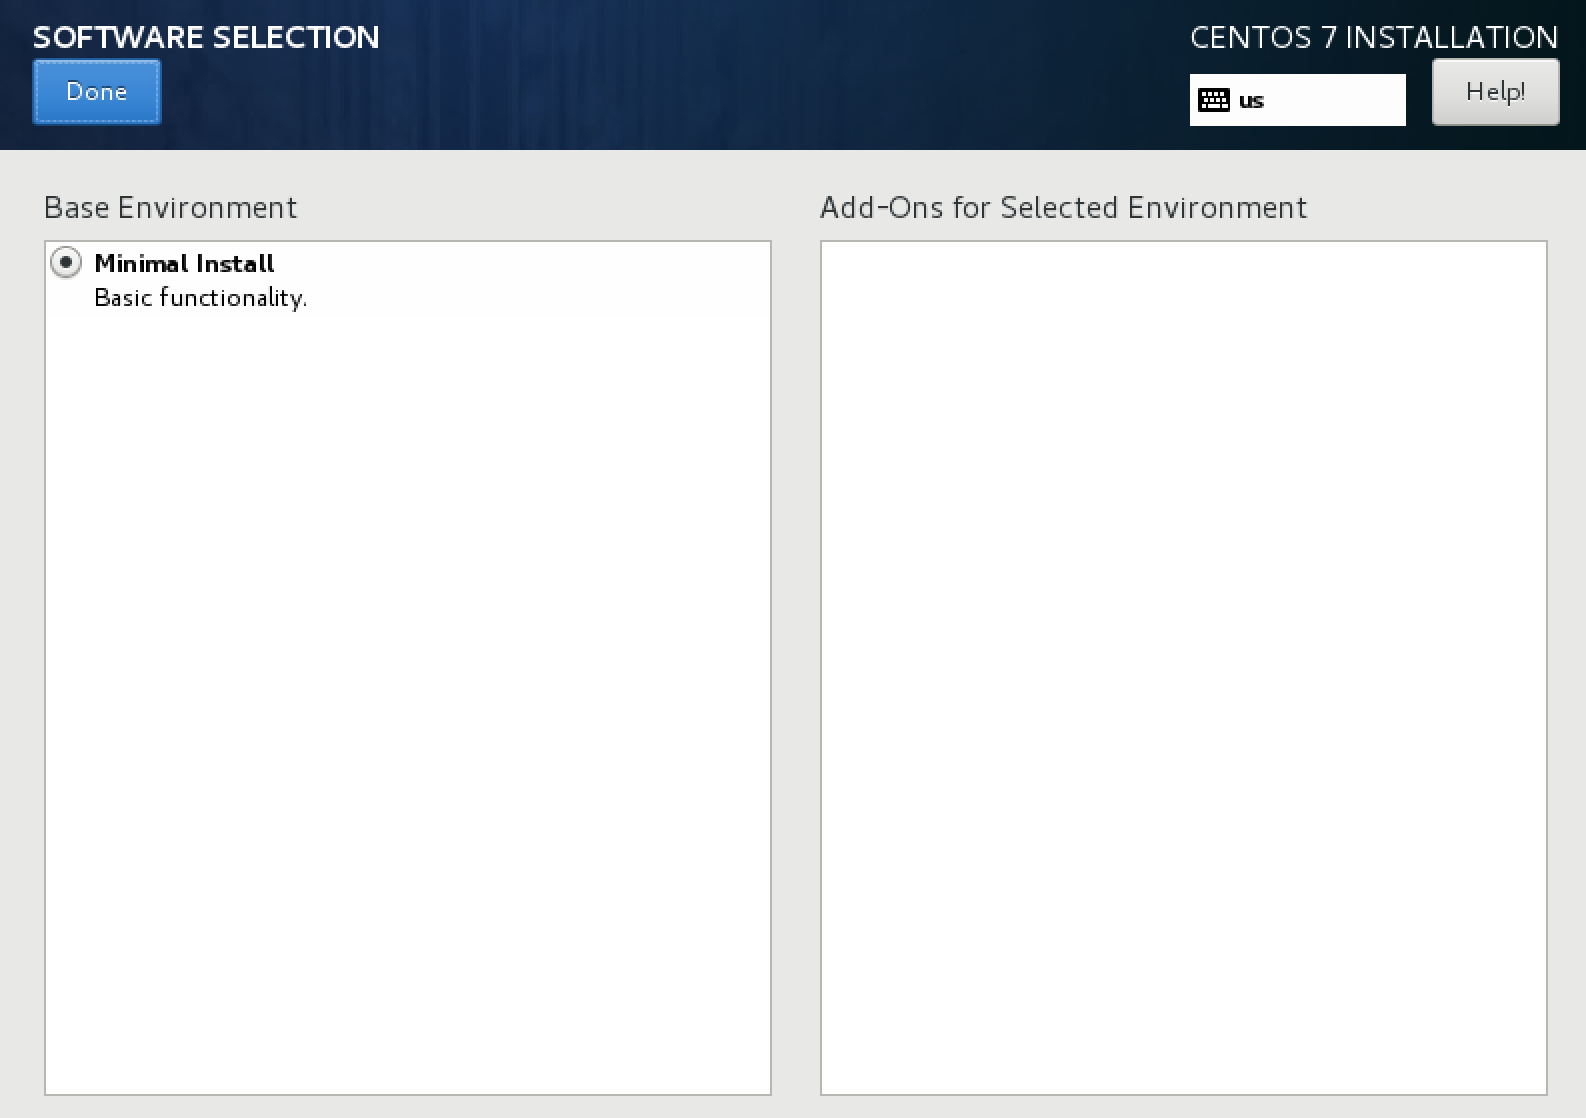 SOFTWARE SELECTION
CENTOS 7 INSTALLATION
Done
us
Help!
Base Environment
Add-Ons for Selected Environment
Minimal Install
Basic functionality.